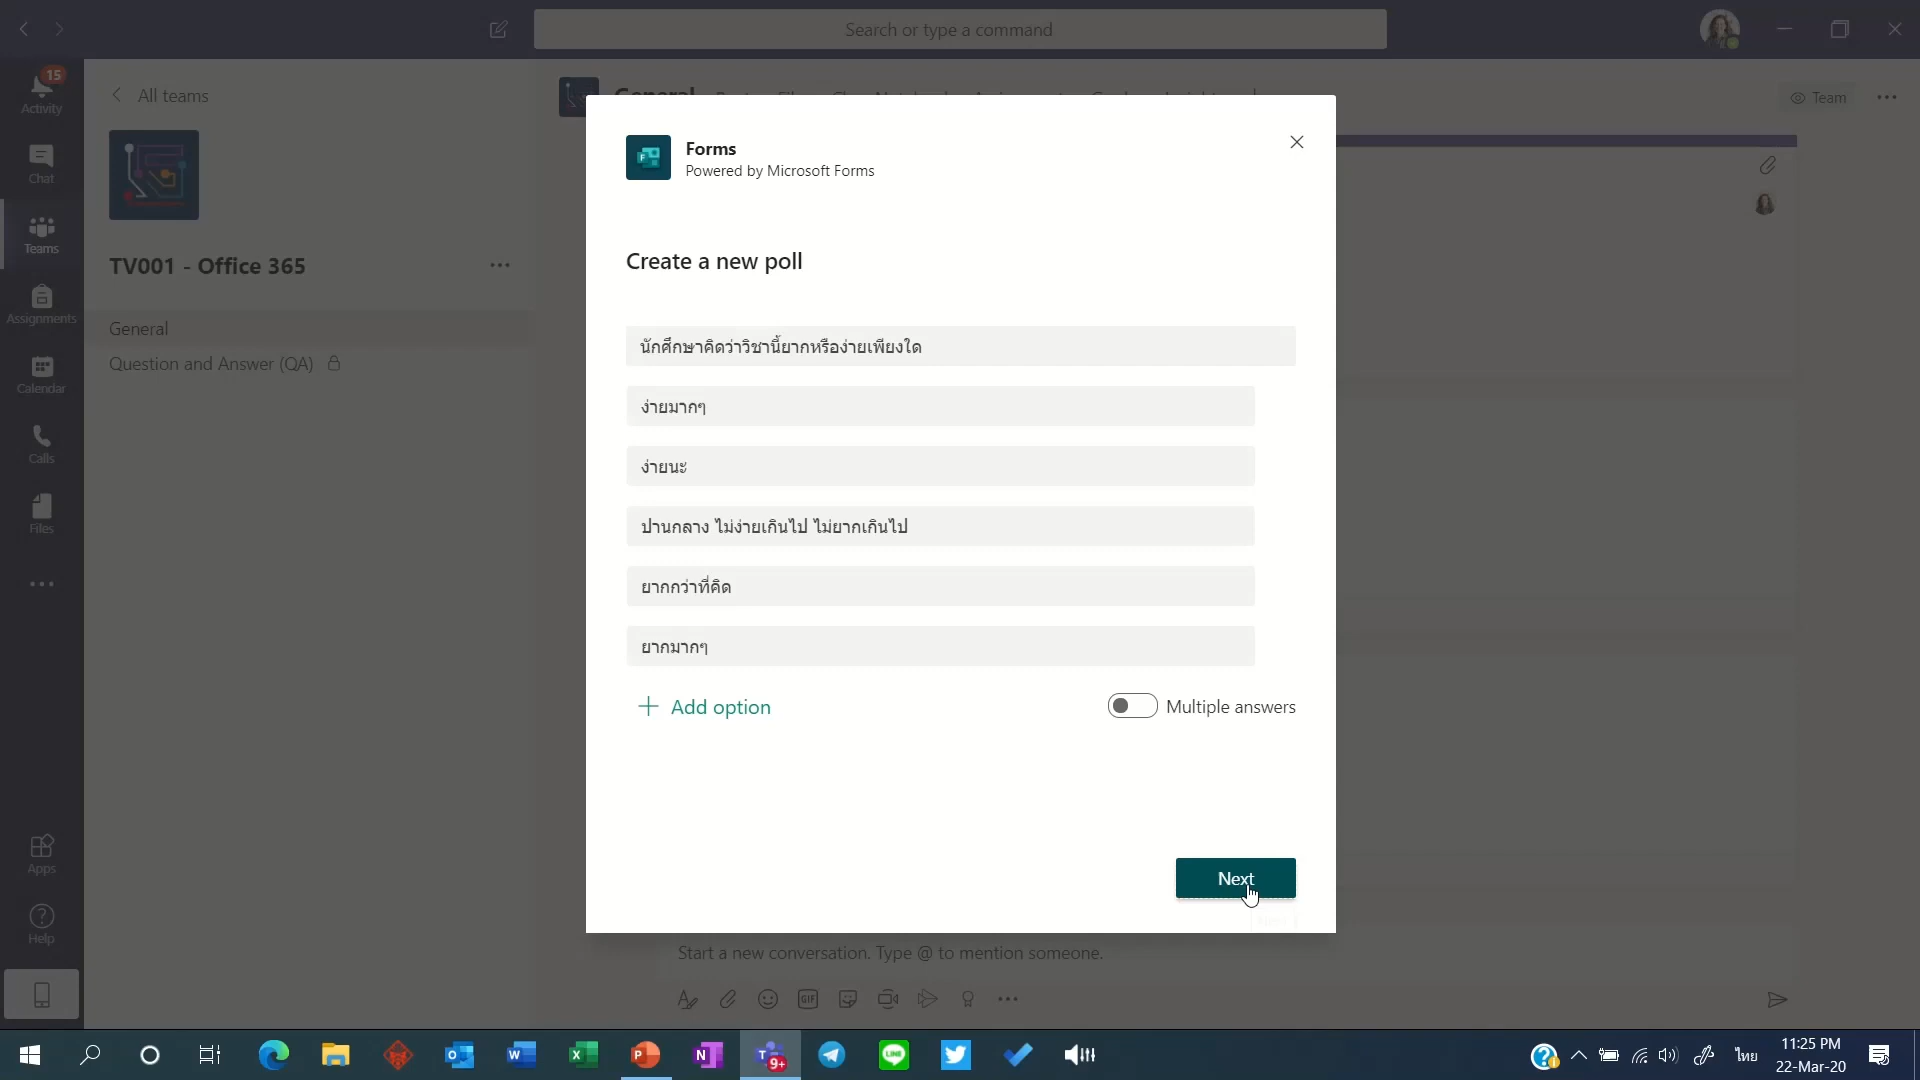 Search or type a command
15
Activity
Chat
Teams
Assignments
Calendar
Calls
Files
Apps
Help
All teams
TV001 - Office 365
General
Question and Answer (QA)
General
Team
Forms
Powered by Microsoft Forms
Create a new poll
นักศึกษาคิดว่าวิชานี้ยากหรือง่ายเพียงใด
ง่ายมากๆ
ง่ายนะ
ปานกลาง ไม่ง่ายเกินไป ไม่ยากเกินไป
ยากกว่าที่คิด
ยากมากๆ
Add option
Multiple answers
Next
Start a new conversation. Type @ to mention someone.
GIF
9+
LINE
ไทย
11:25 PM
22-Mar-20